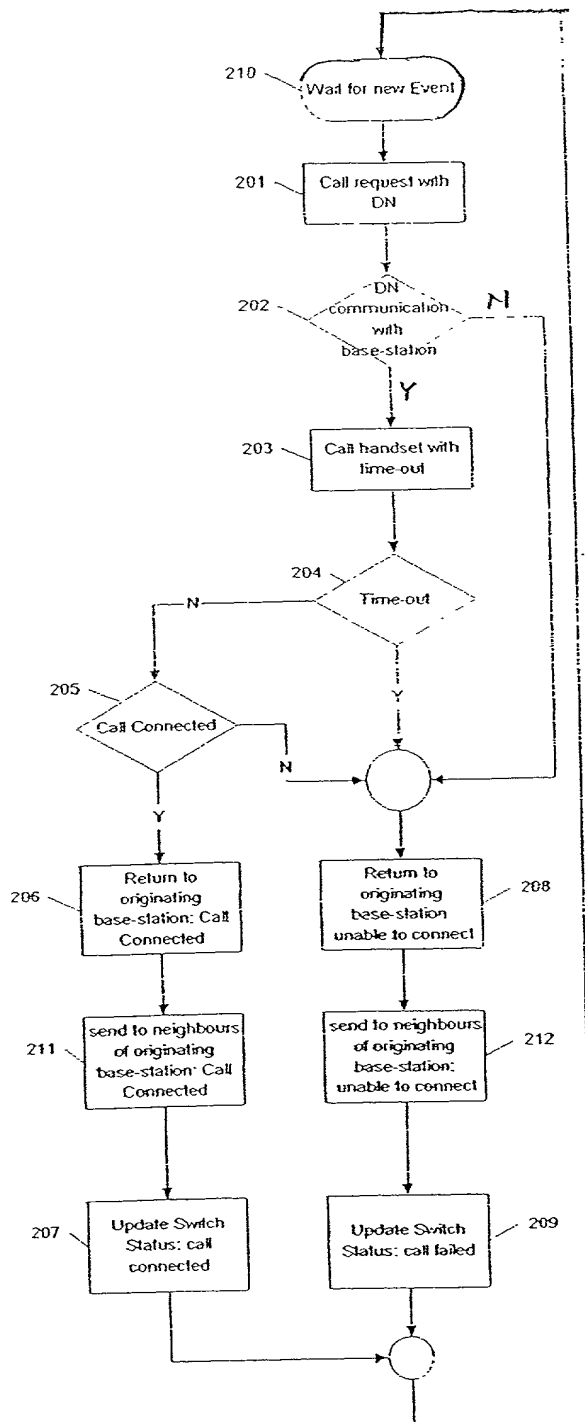 210
Wait for new Event
201
Call request with
DN
202
DN
communication
with
base-station
N
Y
203
Call handset with
time-out
204
Time-out
N
Y
205
Call Connected
N
Y
206
Return to
originating
base-station: Call
Connected
Return to
originating
base-station
unable to connect
208
211
send to neighbours
of originating
base-station: Call
Connected
send to neighbours
of originating
base-station:
unable to connect
212
207
Update Switch
Status: call
connected
Update Switch
Status: call failed
209